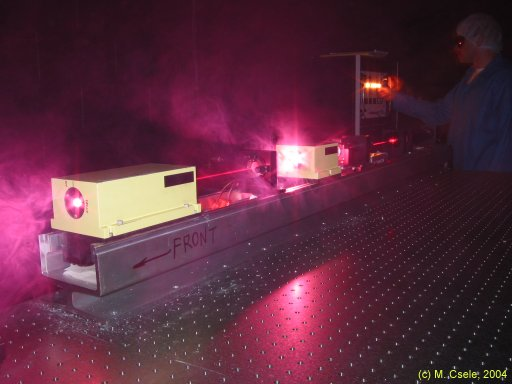 FRONT
(c) M. Csele, 2004